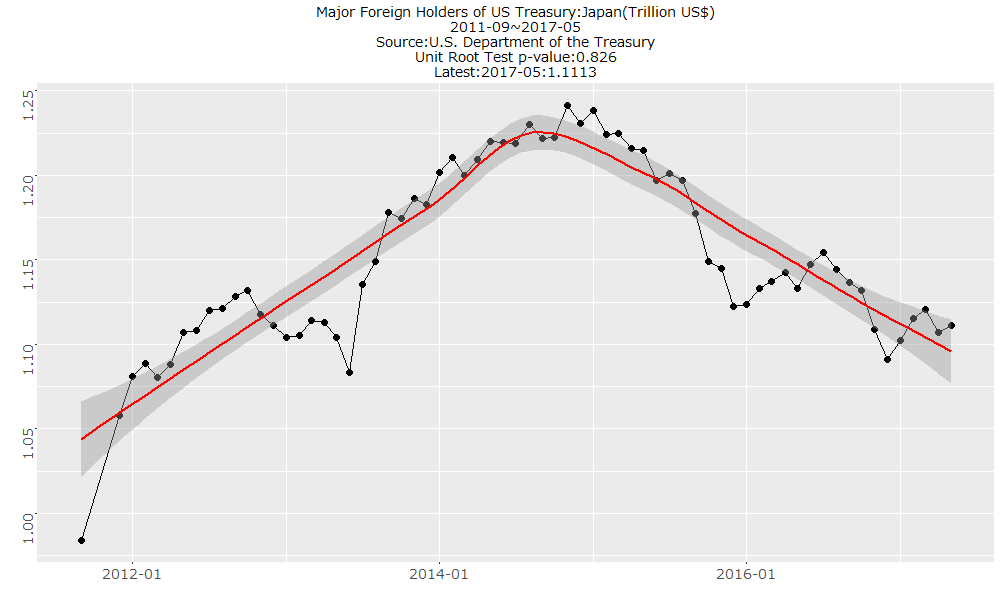 Major Foreign Holders of US Treasury:Japan(Trillion US$)
2011-09~2017-05
Source:U.S. Department of the Treasury
Unit Root Test p-value:0.826
Latest:2017-05:1.1113
1.25
1.20
1.15
1.10
1.05
1.00
2012-01
2014-01
2016-01